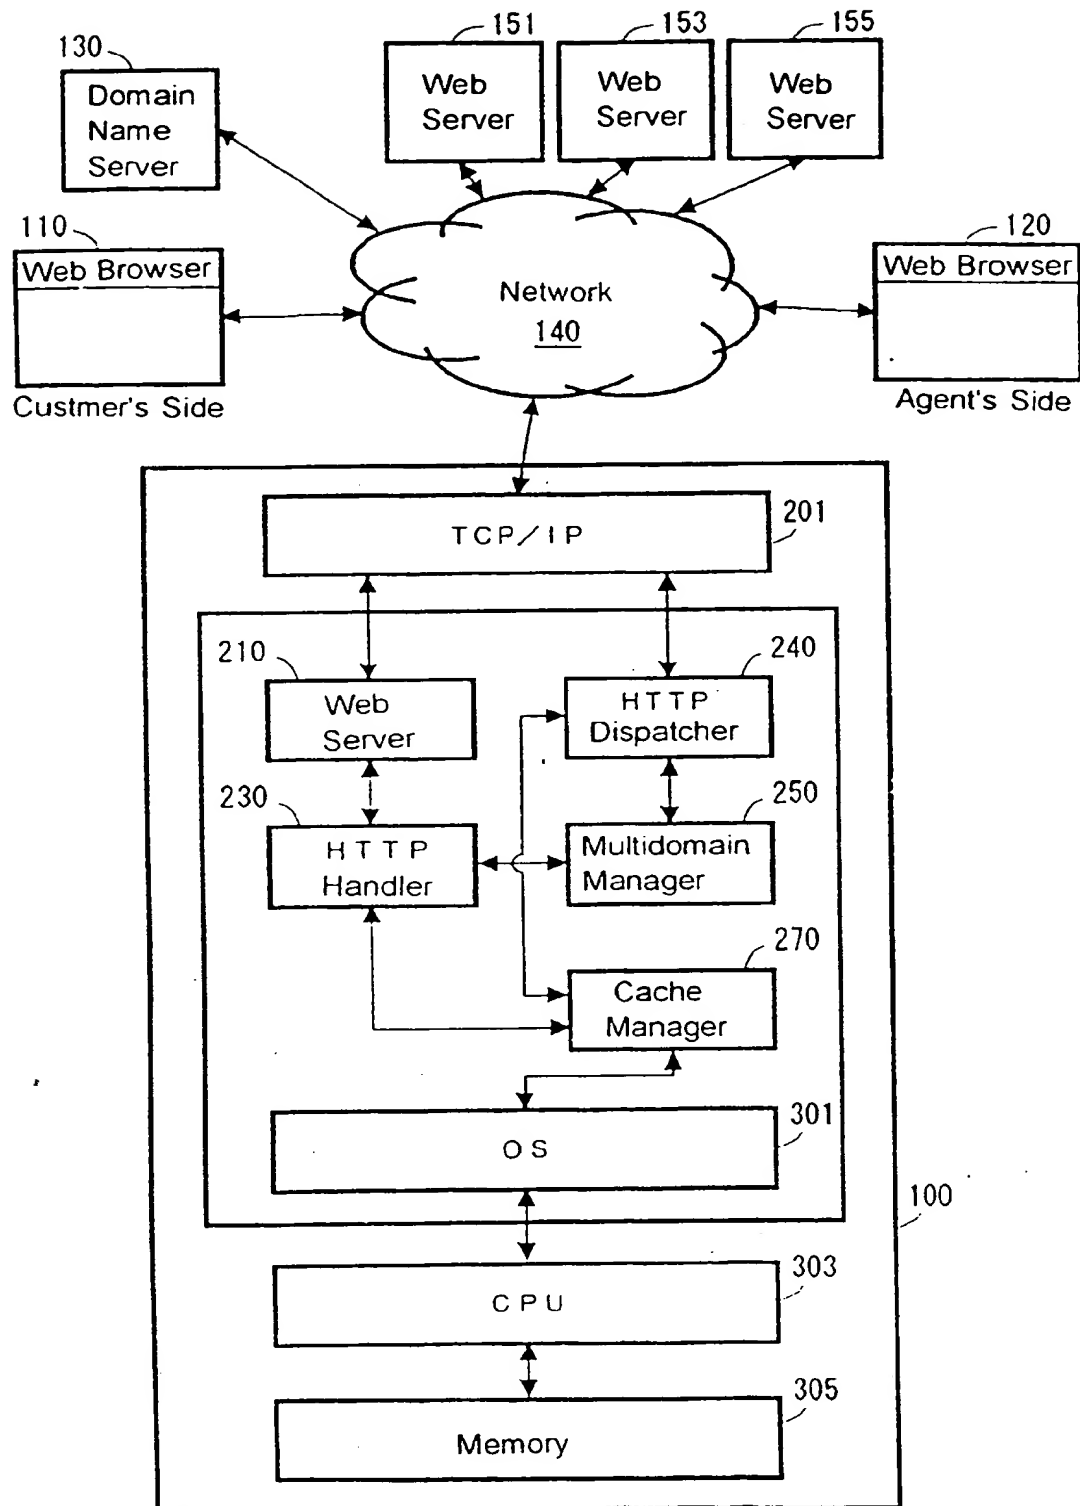 151
153
155
130
Web
Server
Web
Server
Web
Server
Domain
Name
Server
110
120
Web Browser
Web Browser
Network
140
Custmer's Side
Agent's Side
201
TCP/IP
210
240
Web
Server
HTTP
Dispatcher
230
250
HTTP
Handler
Multidomain
Manager
270
Cache
Manager
301
OS
100
303
CPU
305
Memory